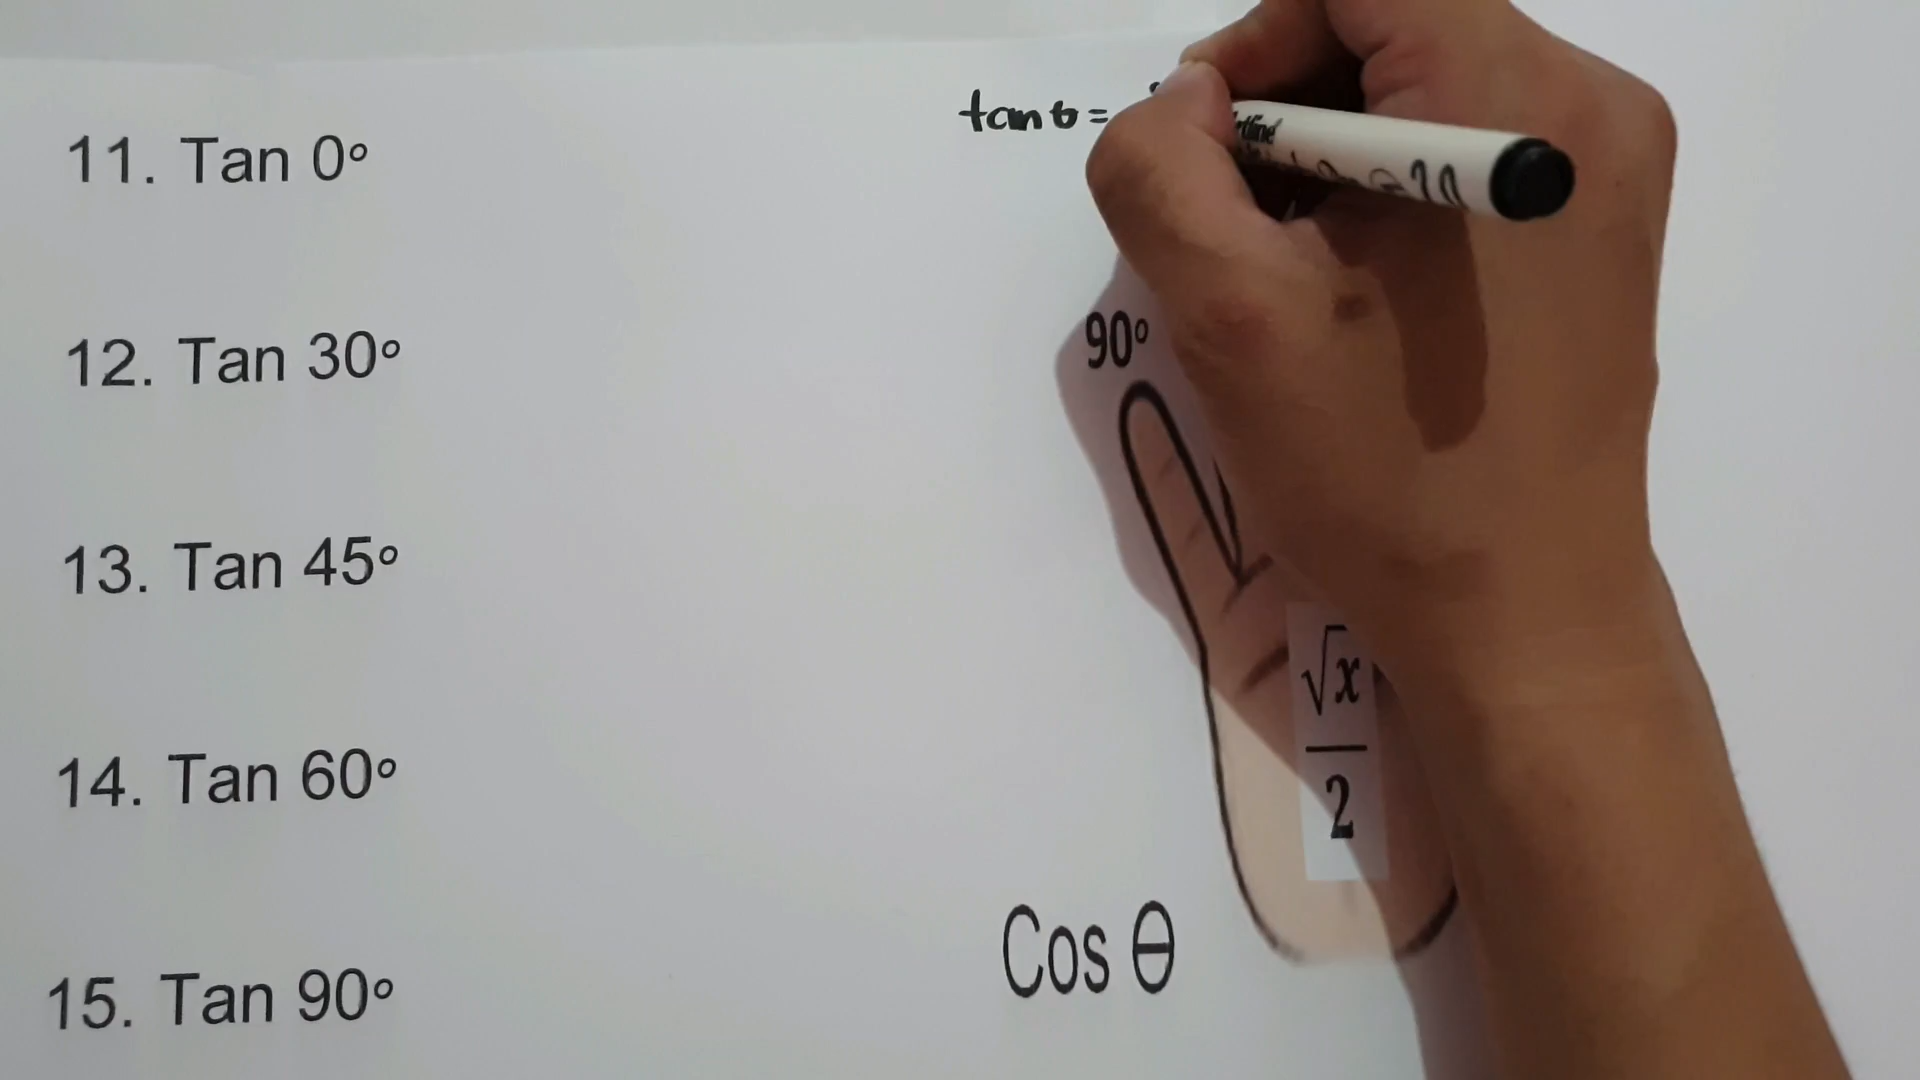 tan θ =
11. Tan 0°
12. Tan 30°
13. Tan 45°
14. Tan 60°
15. Tan 90°
90°
√x
2
Cos θ